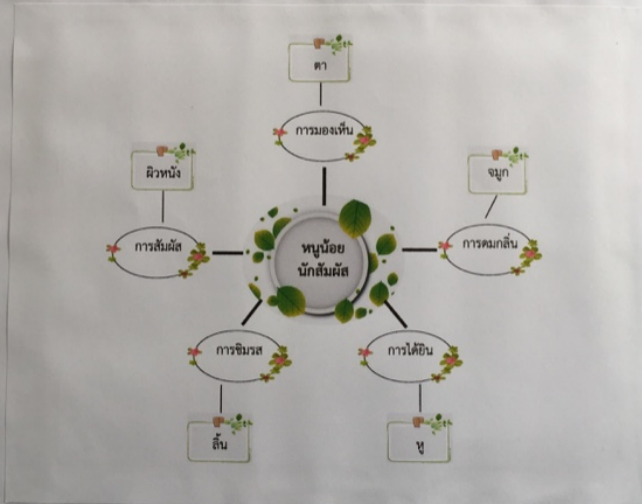 ตา
การมองเห็น
ผิวหนัง
จมูก
การสัมผัส
หนูน้อย
นักสัมผัส
การดมกลิ่น
การชิมรส
การได้ยิน
ลิ้น
หู